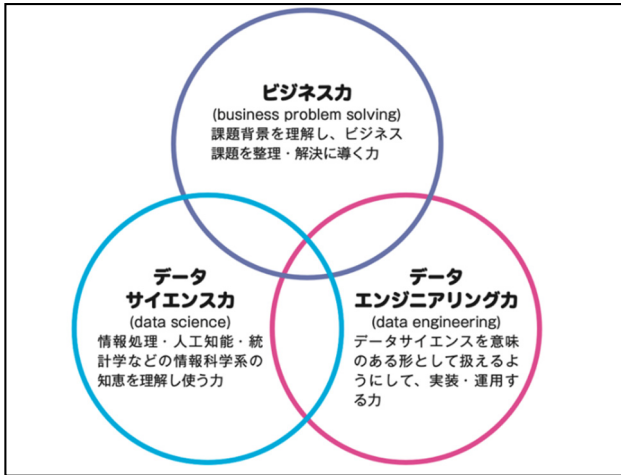 ビジネス力
(business problem solving)
課題背景を理解し、ビジネス
課題を整理・解決に導く力
データ
サイエンス力
(data science)
情報処理・人工知能・統
計学などの情報科学系の
知恵を理解し使う力
データ
エンジニアリング力
(data engineering)
データサイエンスを意味
のある形として扱えるよ
うにして、実装・運用す
る力